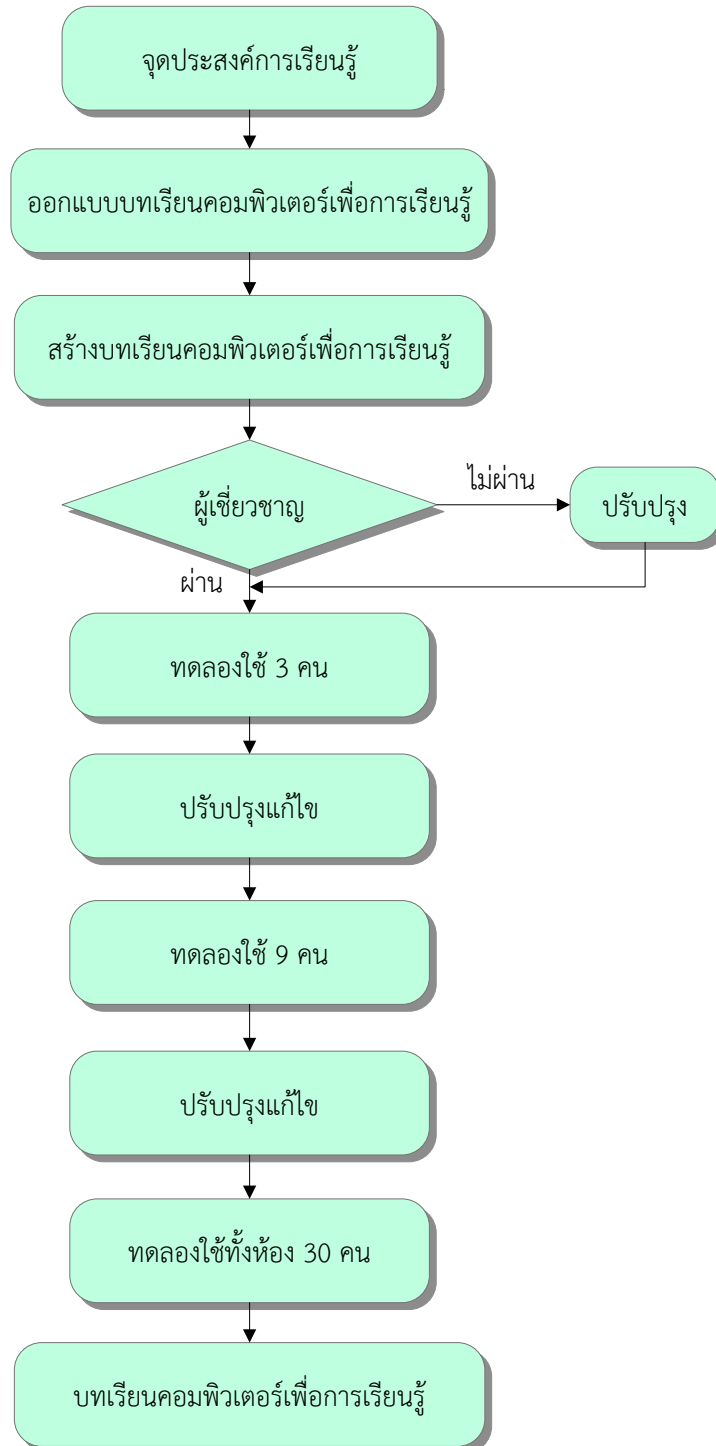 จุดประสงค์การเรียนรู้
ออกแบบบทเรียนคอมพิวเตอร์เพื่อการเรียนรู้
สร้างบทเรียนคอมพิวเตอร์เพื่อการเรียนรู้
ผู้เชี่ยวชาญ
ไม่ผ่าน
ปรับปรุง
ผ่าน
ทดลองใช้ 3 คน
ปรับปรุงแก้ไข
ทดลองใช้ 9 คน
ปรับปรุงแก้ไข
ทดลองใช้ทั้งห้อง 30 คน
บทเรียนคอมพิวเตอร์เพื่อการเรียนรู้